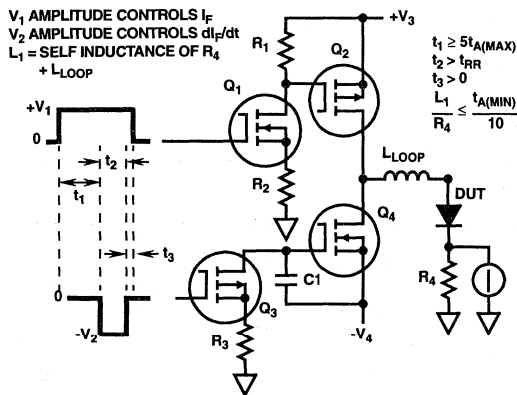 V1 AMPLITUDE CONTROLS IF
V2 AMPLITUDE CONTROLS dIF/dt
L1 = SELF INDUCTANCE OF R4
+ LLOOP
+V3
R1
Q2
t1 ≥ 5tA(MAX)
t2 > tRR
t3 > 0
L1/R4 ≤ tA(MIN)/10
Q1
+V1
0
t2
t1
R2
LLOOP
DUT
Q4
t3
0
C1
R4
-V2
Q3
R3
-V4